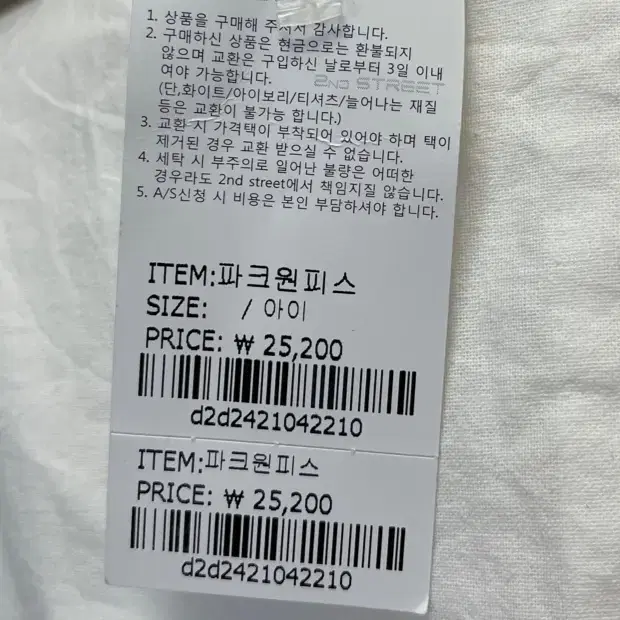 1. 상품을 구매해 주셔서 감사합니다.
2. 구매하신 상품은 현금으로는 환불되지
않으며 교환은 구입하신 날로부터 3일 이내
여야 가능합니다.
2ND STREET
(단,화이트/아이보리/티셔츠/늘어나는 재질
등은 교환이 불가능 합니다.)
3. 교환 시 가격택이 부착되어 있어야 하며 택이
제거된 경우 교환 받으실 수 없습니다.
4. 세탁 시 부주의로 일어난 불량은 어떠한
경우라도 2nd street에서 책임지질 않습니다.
5. A/S신청 시 비용은 본인 부담하셔야 합니다.
ITEM:파크원피스
SIZE: / 아이
PRICE: ₩ 25,200
d2d2421042210
ITEM:파크원피스
PRICE: ₩ 25,200
d2d2421042210